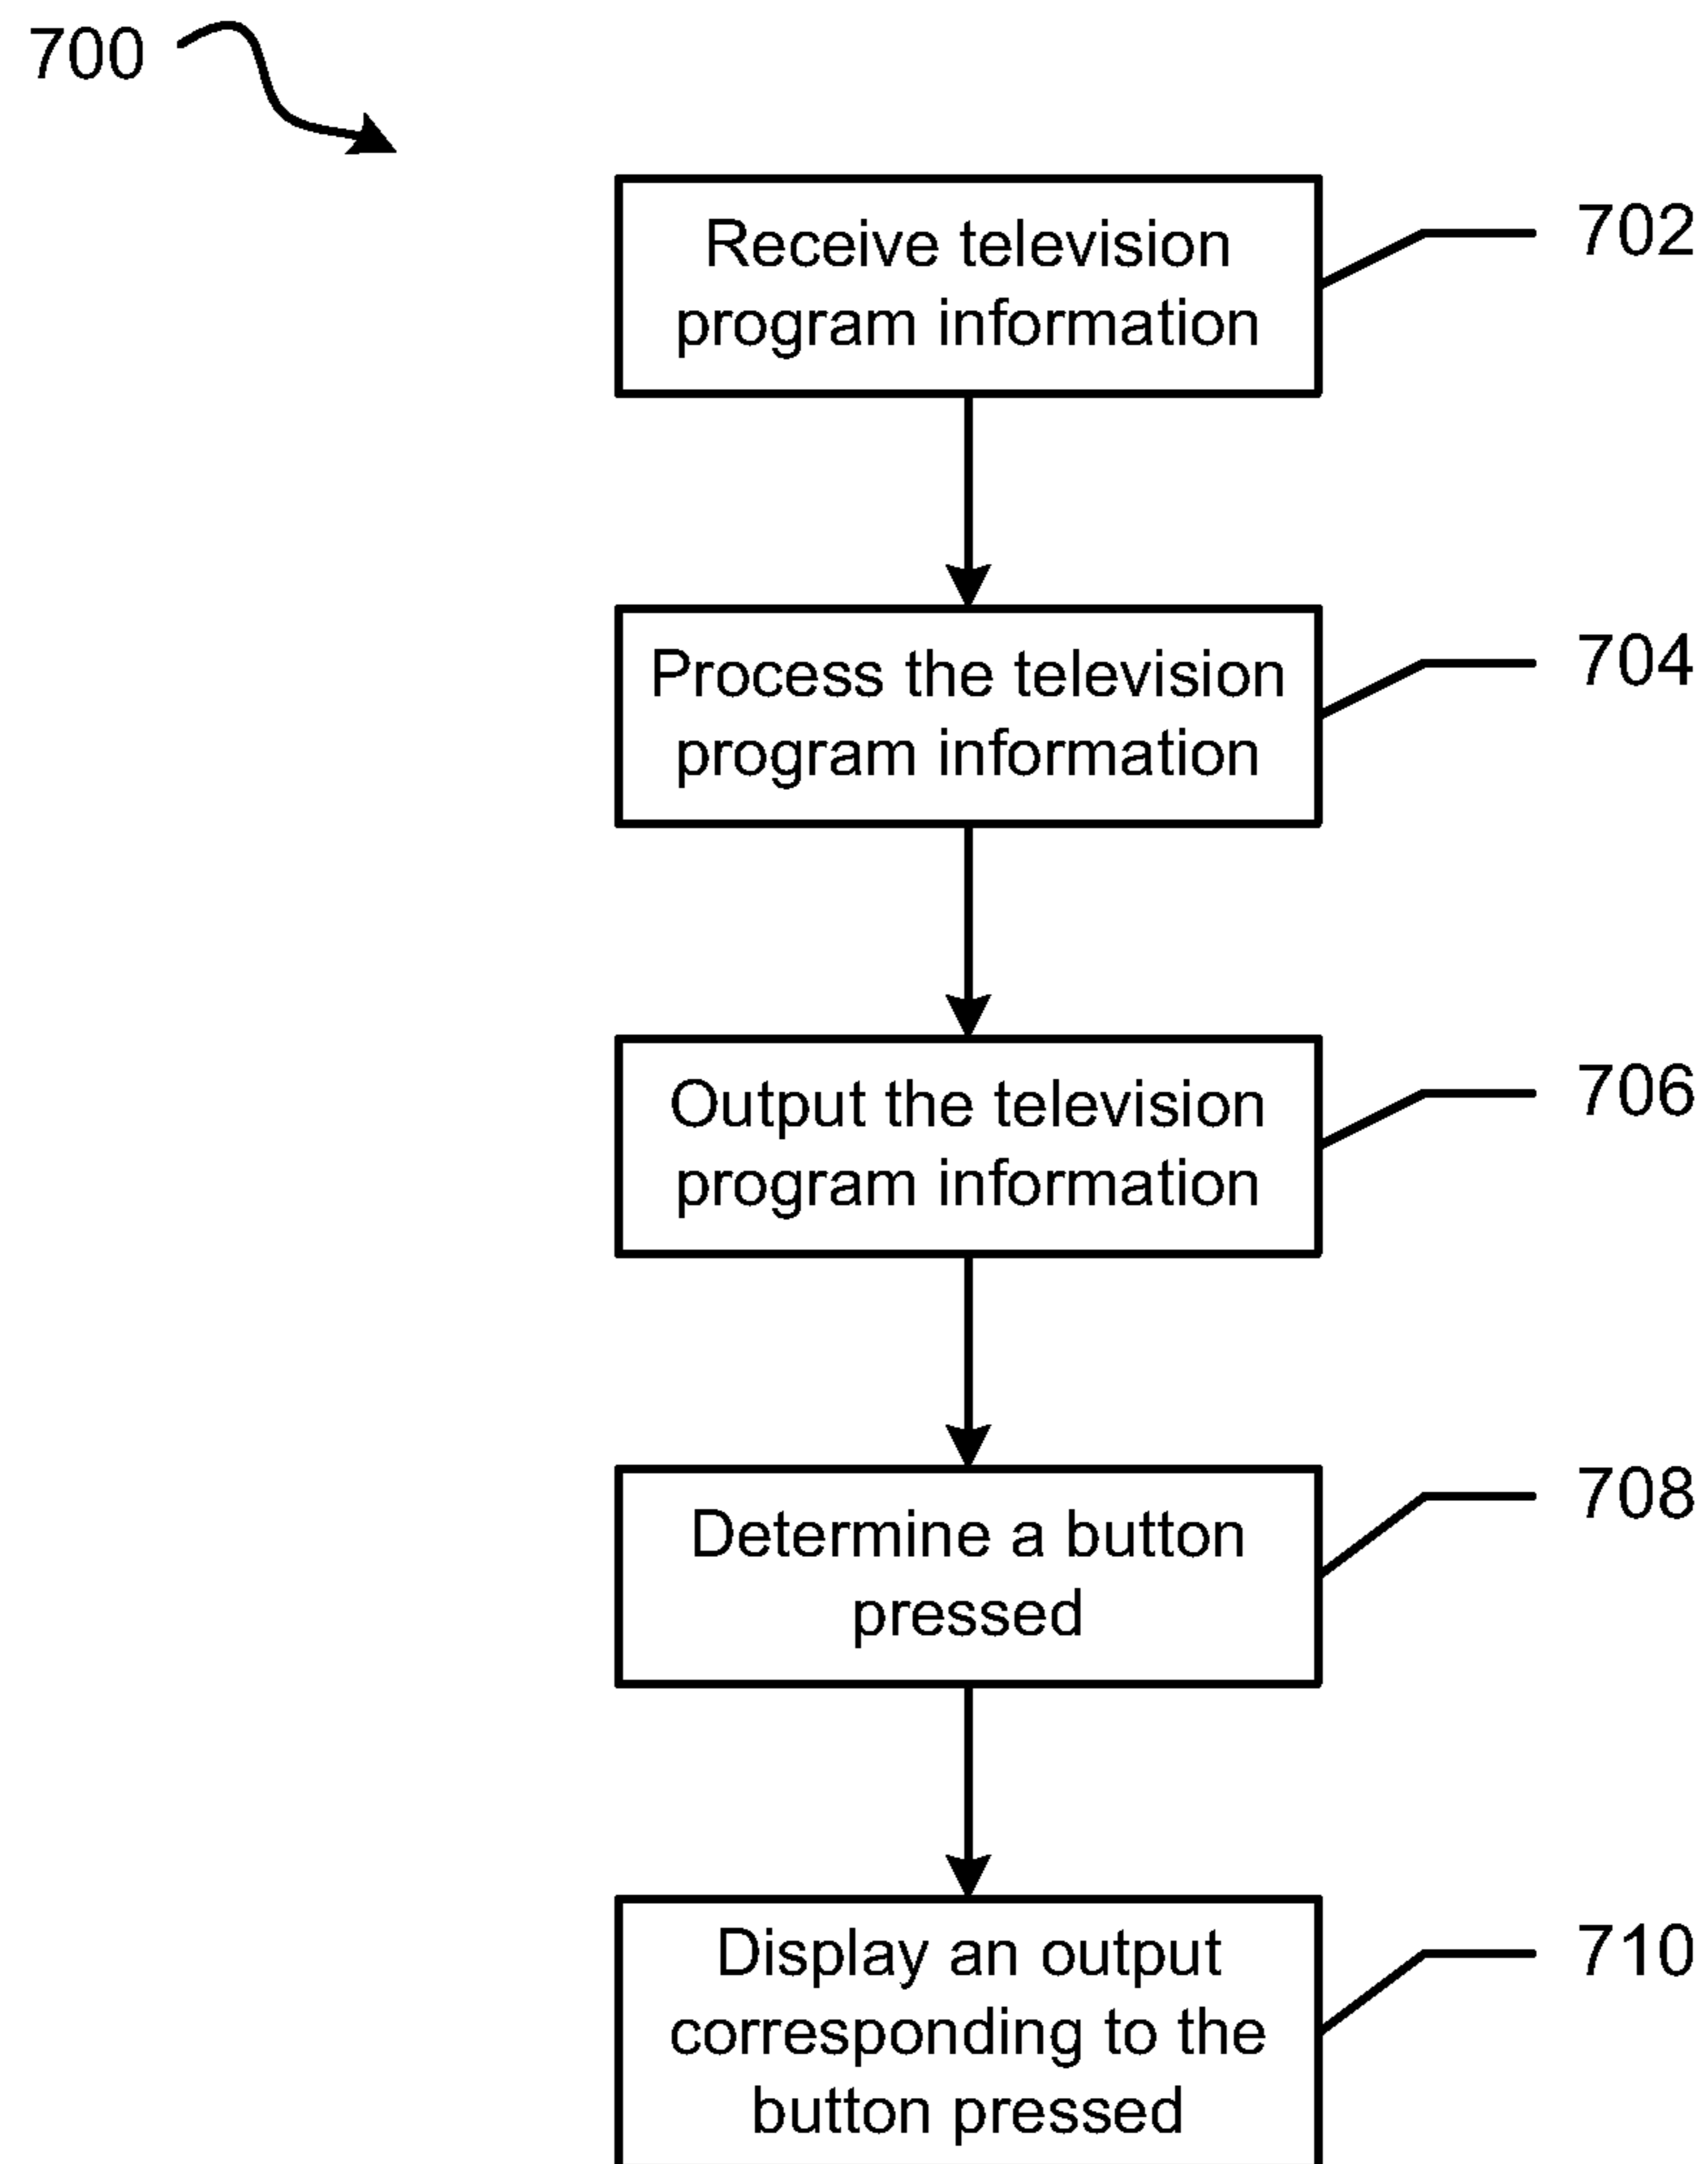 700
Receive television
program information
702
Process the television
program information
704
Output the television
program information
706
Determine a button
pressed
708
Display an output
corresponding to the
button pressed
710